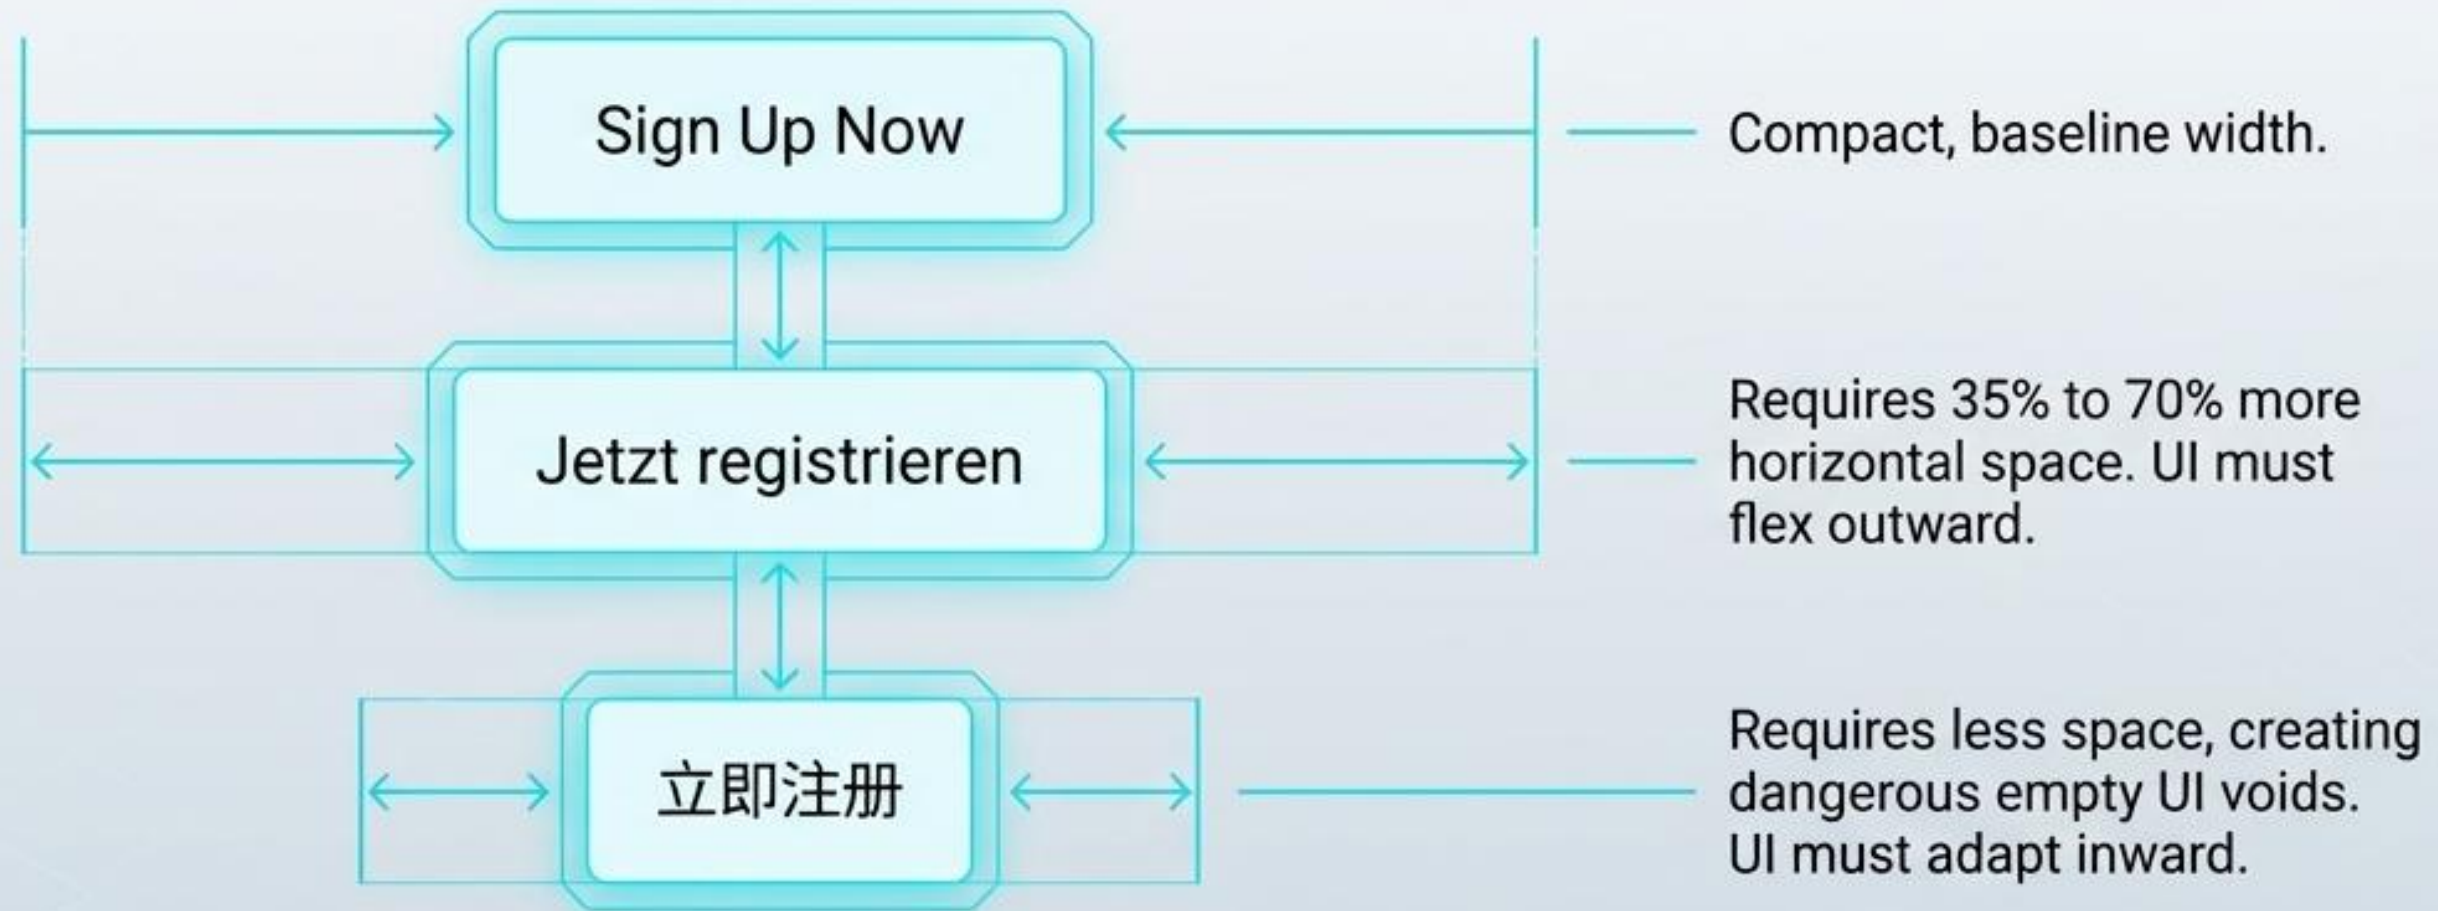 Sign Up Now
Compact, baseline width.
Jetzt registrieren
Requires 35% to 70% more
horizontal space. UI must
flex outward.
立即注册
Requires less space, creating
dangerous empty UI voids.
UI must adapt inward.